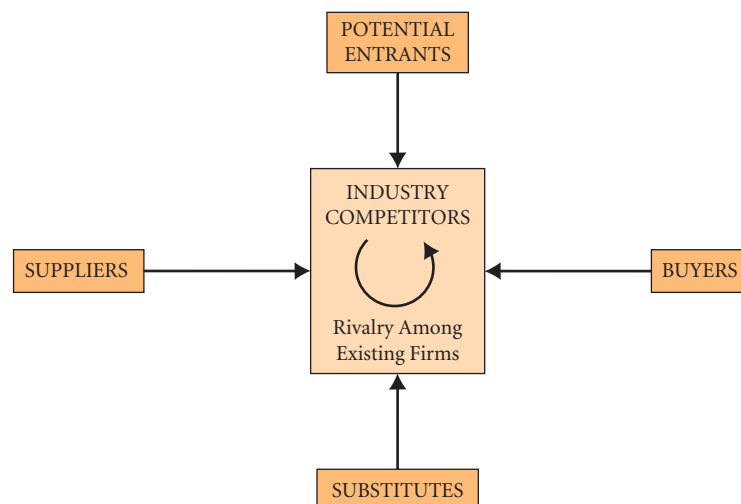 POTENTIAL
ENTRANTS
INDUSTRY
COMPETITORS
SUPPLIERS
BUYERS
Rivalry Among
Existing Firms
SUBSTITUTES